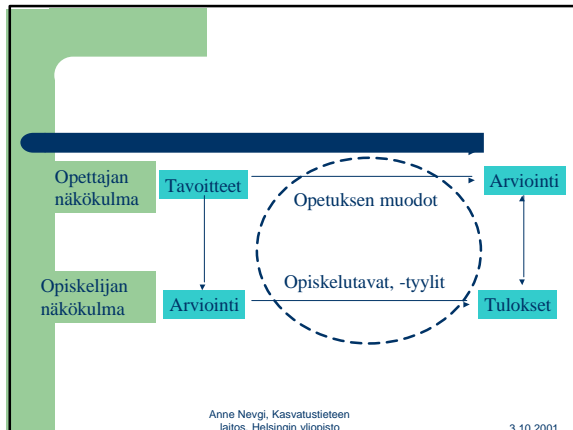 Opettajan
näkökulma
Tavoitteet
Opetuksen muodot
Arviointi
Opiskelijan
näkökulma
Arviointi
Opiskelutavat, -tyylit
Tulokset
Anne Nevgi, Kasvatustieteen
laitos, Helsingin yliopisto
3.10.2001